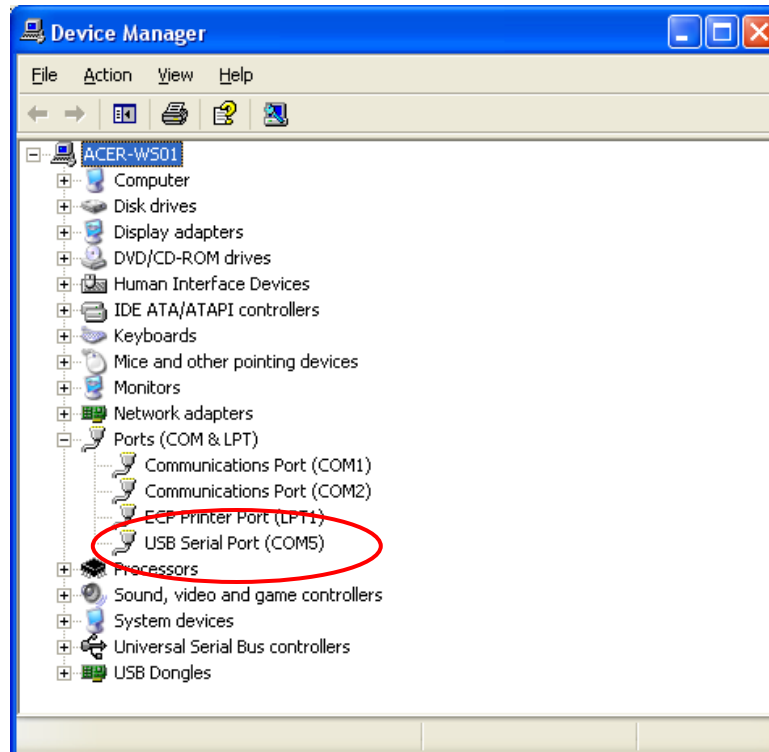 Device Manager
File Action View Help
ACER-WS01
Computer
Disk drives
Display adapters
DVD/CD-ROM drives
Human Interface Devices
IDE ATA/ATAPI controllers
Keyboards
Mice and other pointing devices
Monitors
Network adapters
Ports (COM & LPT)
Communications Port (COM1)
Communications Port (COM2)
ECP Printer Port (LPT1)
USB Serial Port (COM5)
Processors
Sound, video and game controllers
System devices
Universal Serial Bus controllers
USB Dongles